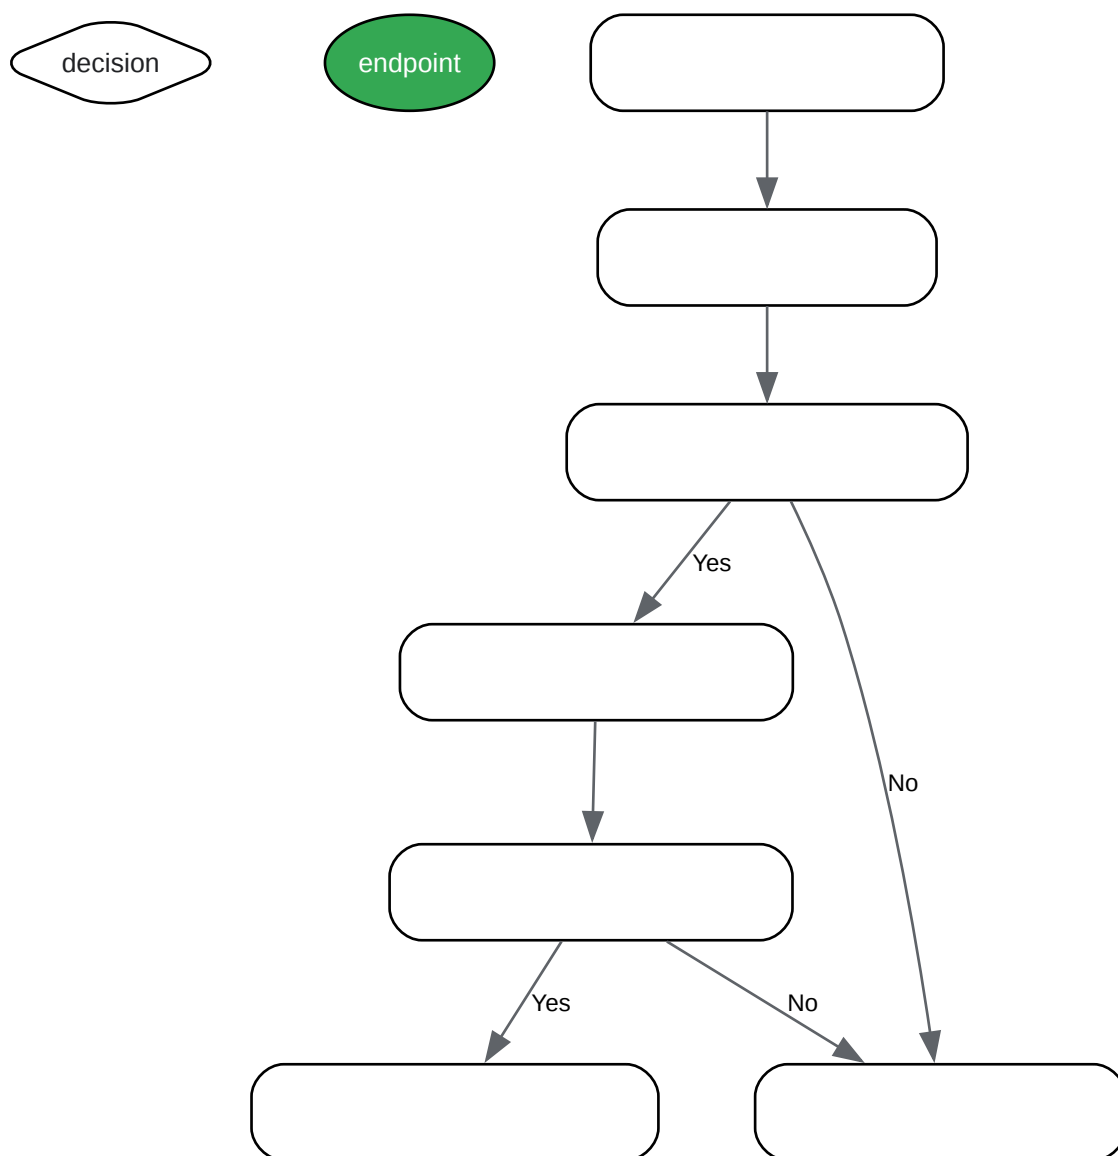 decision
endpoint
Yes
No
Yes
No